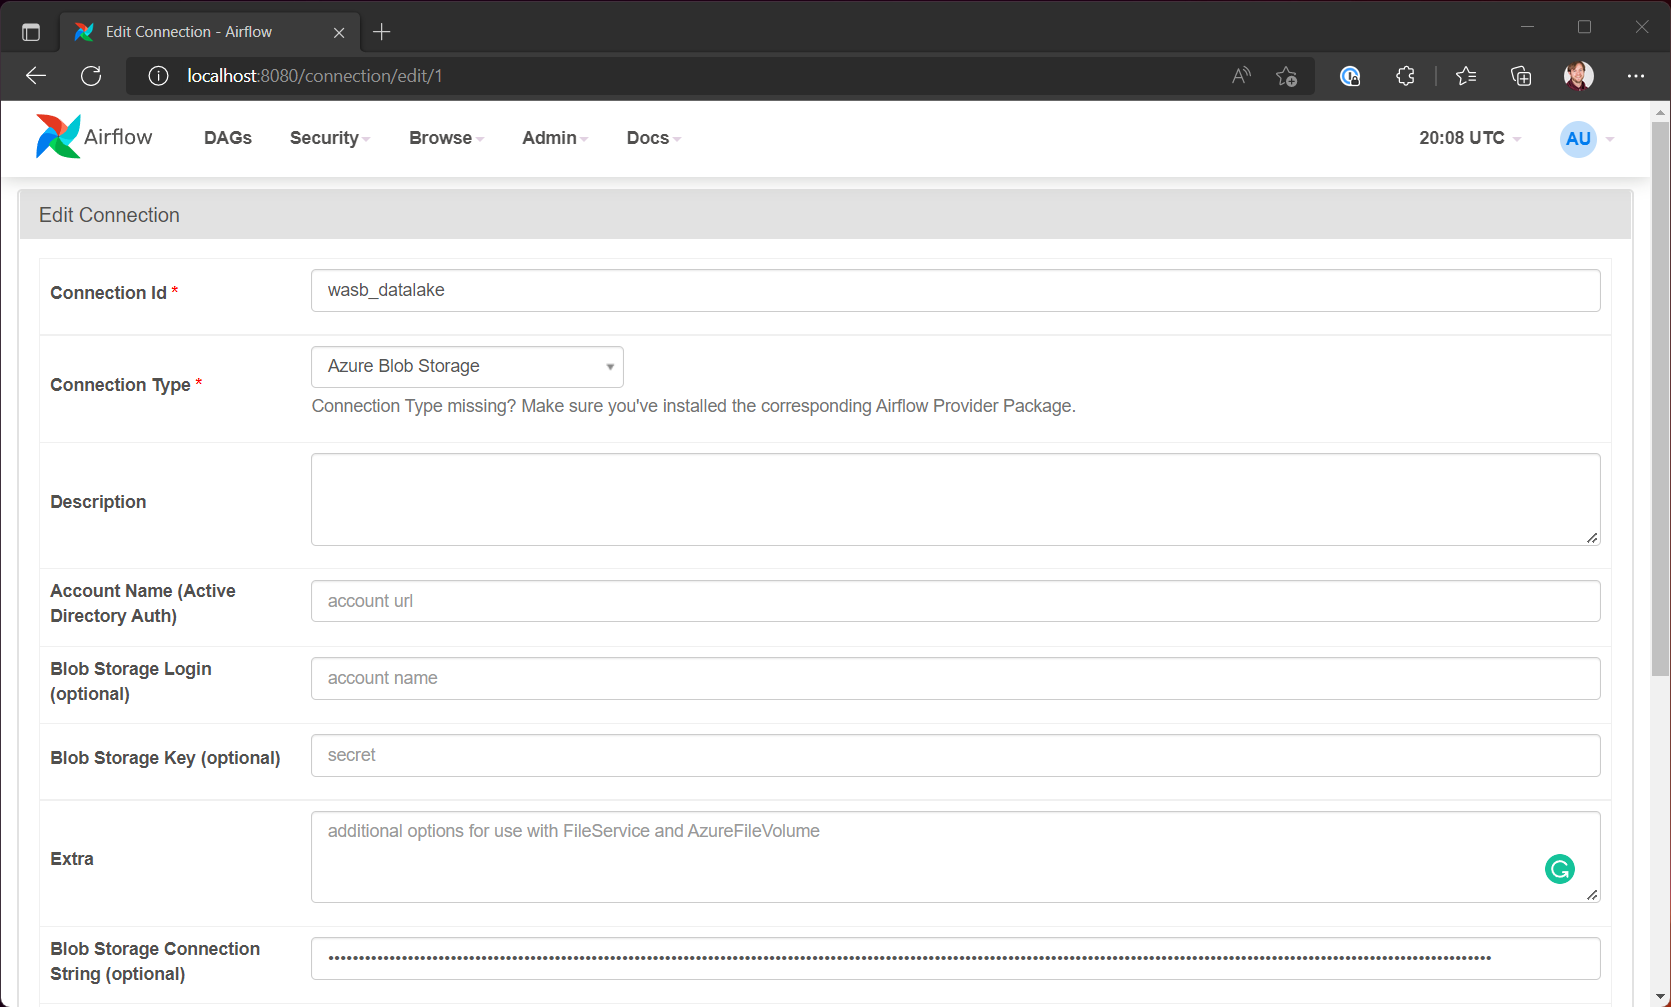 Edit Connection - Airflow
localhost:8080/connection/edit/1
Airflow DAGs Security Browse Admin Docs 20:08 UTC AU
Edit Connection
Connection Id * wasb_datalake
Connection Type * Azure Blob Storage
Connection Type missing? Make sure you've installed the corresponding Airflow Provider Package.
Description
Account Name (Active
Directory Auth)
account url
Blob Storage Login
(optional)
account name
Blob Storage Key (optional) secret
Extra
additional options for use with FileService and AzureFileVolume
Blob Storage Connection
String (optional)